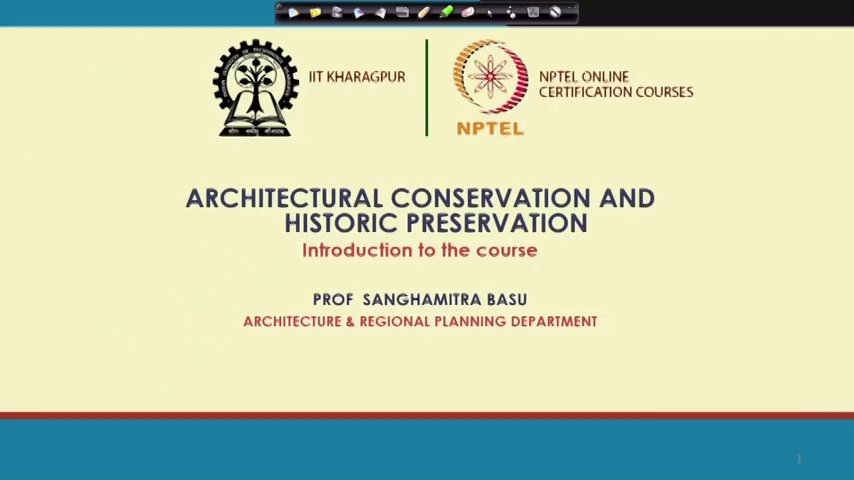 IIT KHARAGPUR
NPTEL ONLINE
CERTIFICATION COURSES
NPTEL
ARCHITECTURAL CONSERVATION AND
HISTORIC PRESERVATION
Introduction to the course
PROF SANGHAMITRA BASU
ARCHITECTURE & REGIONAL PLANNING DEPARTMENT
1